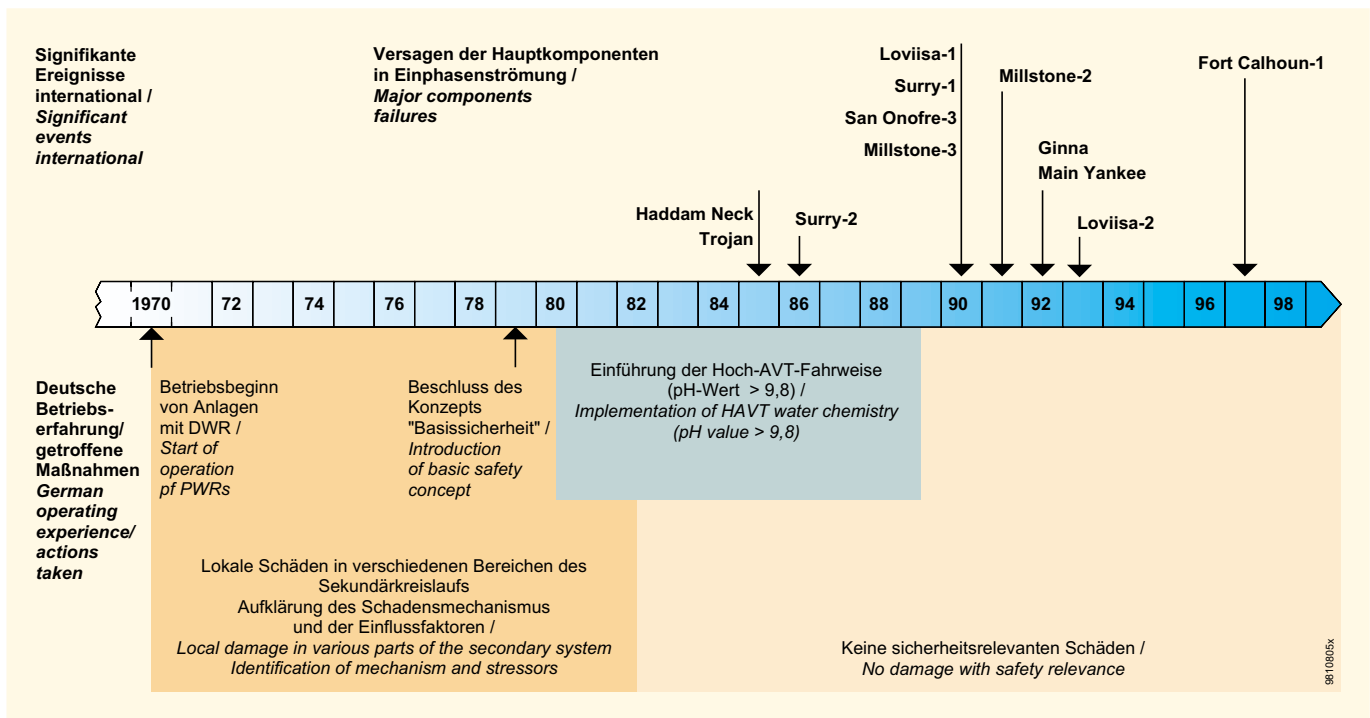 Signifikante
Ereignisse
international /
Significant
events
international
Versagen der Hauptkomponenten
in Einphasenströmung /
Major components
failures
Haddam Neck
Trojan
Surry-2
Loviisa-1
Surry-1
San Onofre-3
Millstone-3
Millstone-2
Ginna
Main Yankee
Loviisa-2
Fort Calhoun-1
1970 72 74 76 78 80 82 84 86 88 90 92 94 96 98
Deutsche
Betriebs-
erfahrung/
getroffene
Maßnahmen
German
operating
experience/
actions
taken
Betriebsbeginn
von Anlagen
mit DWR /
Start of
operation
pf PWRs
Beschluss des
Konzepts
"Basissicherheit" /
Introduction
of basic safety
concept
Einführung der Hoch-AVT-Fahrweise
(pH-Wert > 9,8) /
Implementation of HAVT water chemistry
(pH value > 9,8)
Lokale Schäden in verschiedenen Bereichen des
Sekundärkreislaufs
Aufklärung des Schadensmechanismus
und der Einflussfaktoren /
Local damage in various parts of the secondary system
Identification of mechanism and stressors
Keine sicherheitsrelevanten Schäden /
No damage with safety relevance
9810805x